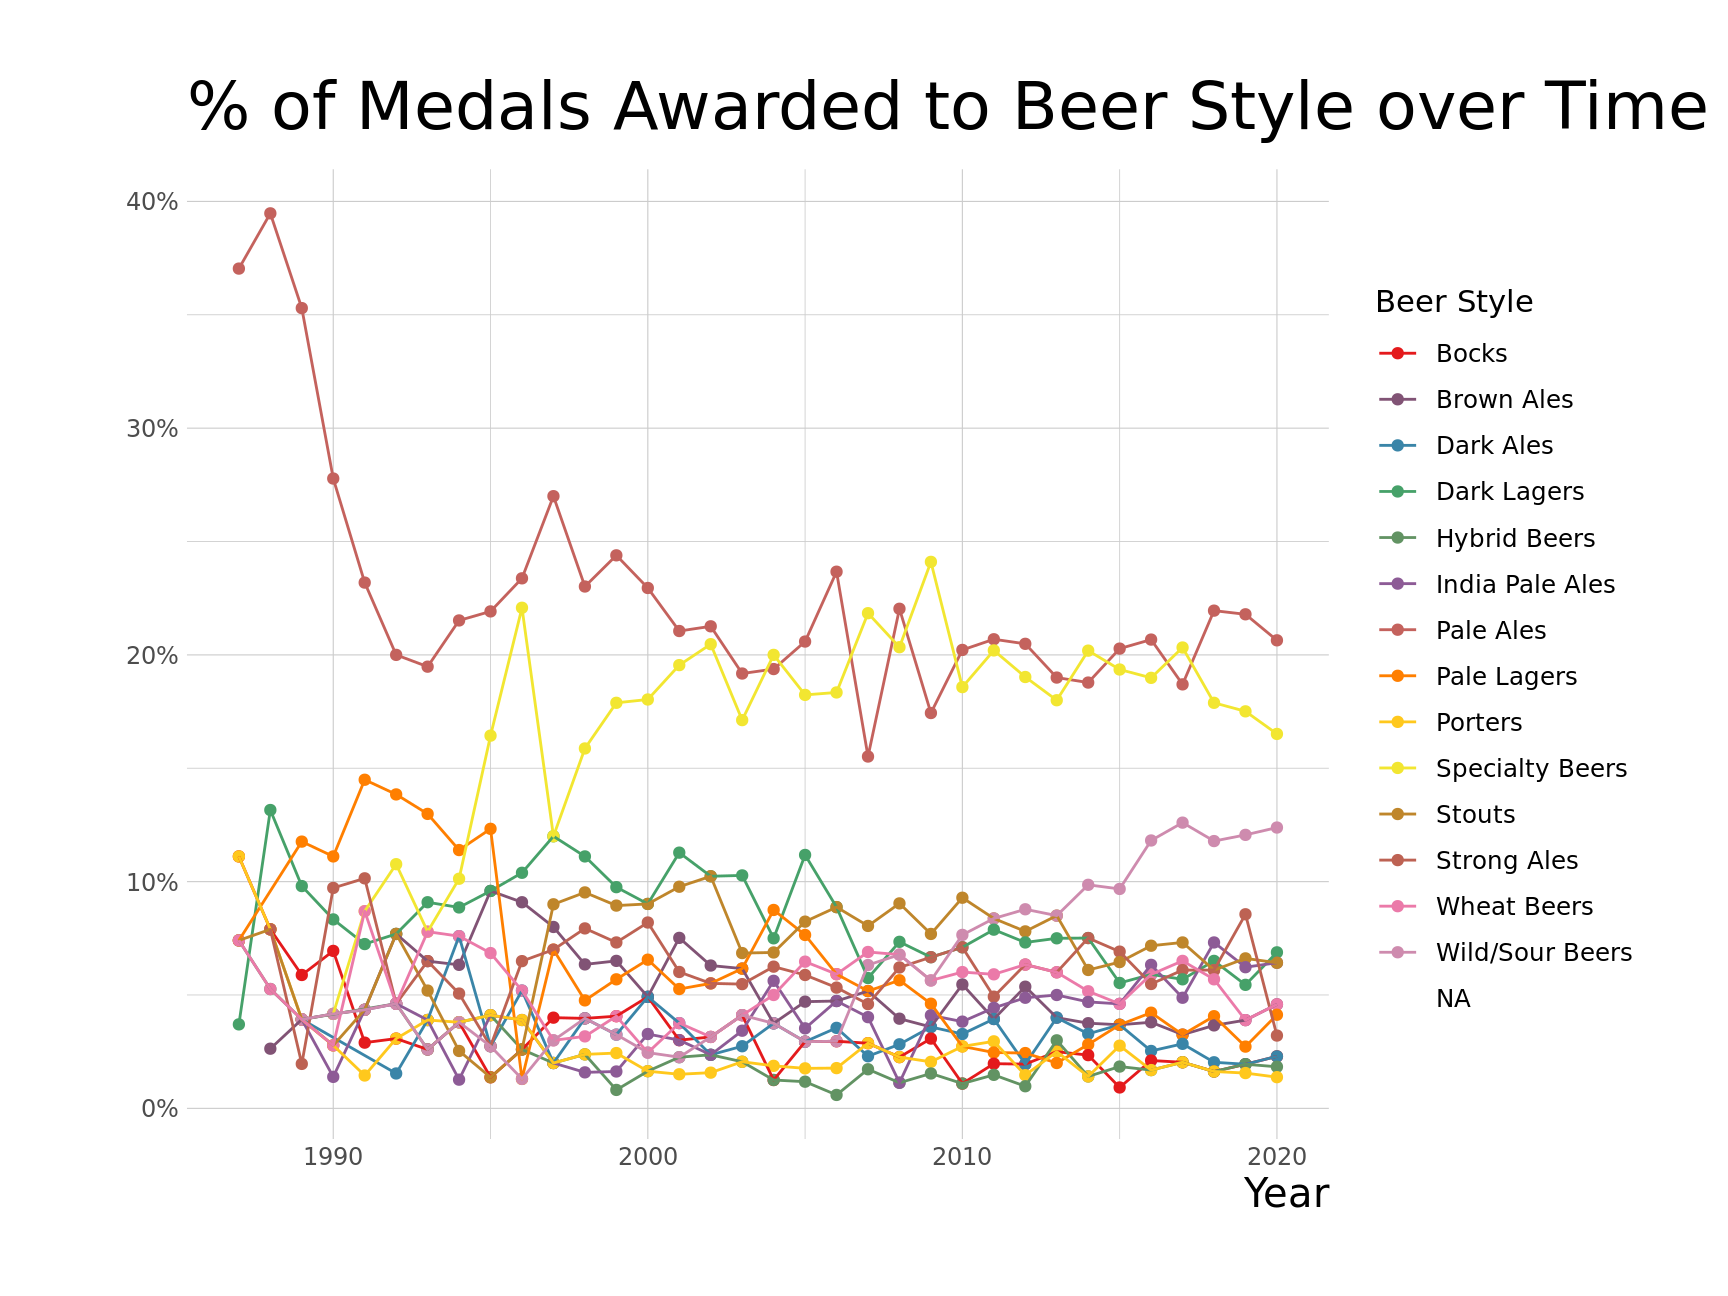 % of Medals Awarded to Beer Style over Time
40%
30%
20%
10%
0%
1990 2000 2010 2020
Year
Beer Style
Bocks
Brown Ales
Dark Ales
Dark Lagers
Hybrid Beers
India Pale Ales
Pale Ales
Pale Lagers
Porters
Specialty Beers
Stouts
Strong Ales
Wheat Beers
Wild/Sour Beers
NA